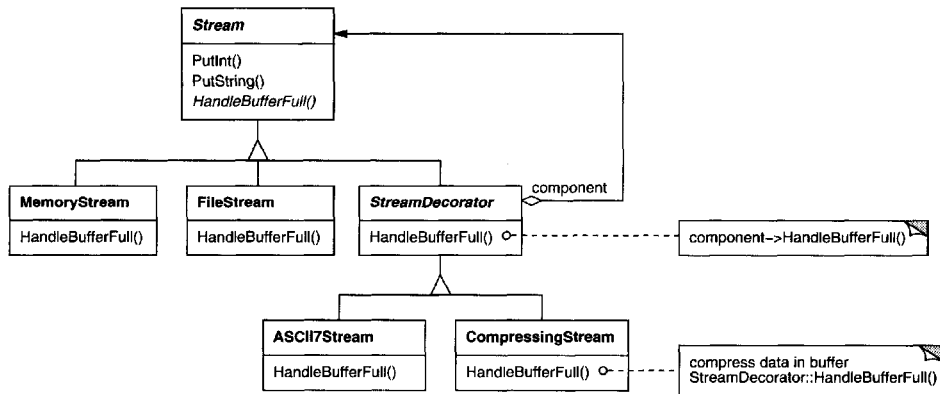 Stream
PutInt()
PutString()
HandleBufferFull()
component
MemoryStream
HandleBufferFull()
FileStream
HandleBufferFull()
StreamDecorator
HandleBufferFull()
component->HandleBufferFull()
ASCII7Stream
HandleBufferFull()
CompressingStream
HandleBufferFull()
compress data in buffer
StreamDecorator::HandleBufferFull()